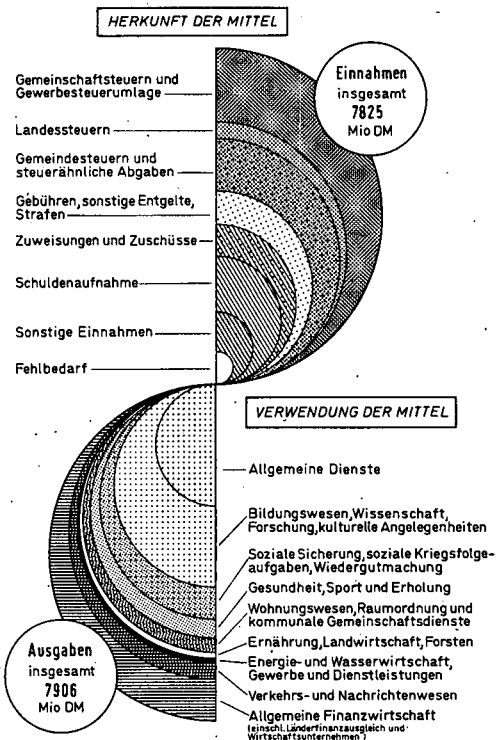 HERKUNFT DER MITTEL
Einnahmen
insgesamt
7825
Mio DM
Gemeinschaftsteuern und
Gewerbesteuerumlage
Landessteuern
Gemeindesteuern und
steuerähnliche Abgaben
Gebühren, sonstige Entgelte,
Strafen
Zuweisungen und Zuschüsse
Schuldenaufnahme
Sonstige Einnahmen
Fehlbedarf
VERWENDUNG DER MITTEL
Allgemeine Dienste
Bildungswesen, Wissenschaft,
Forschung, kulturelle Angelegenheiten
Soziale Sicherung, soziale Kriegsfolge-
aufgaben, Wiedergutmachung
Gesundheit, Sport und Erholung
Wohnungswesen, Raumordnung und
kommunale Gemeinschaftsdienste
Ernährung, Landwirtschaft, Forsten
Energie- und Wasserwirtschaft,
Gewerbe und Dienstleistungen
Verkehrs- und Nachrichtenwesen
Allgemeine Finanzwirtschaft
(einschl. Länderfinanzausgleich und
Wirtschaftsunternehmen)
Ausgaben
insgesamt
7906
Mio DM